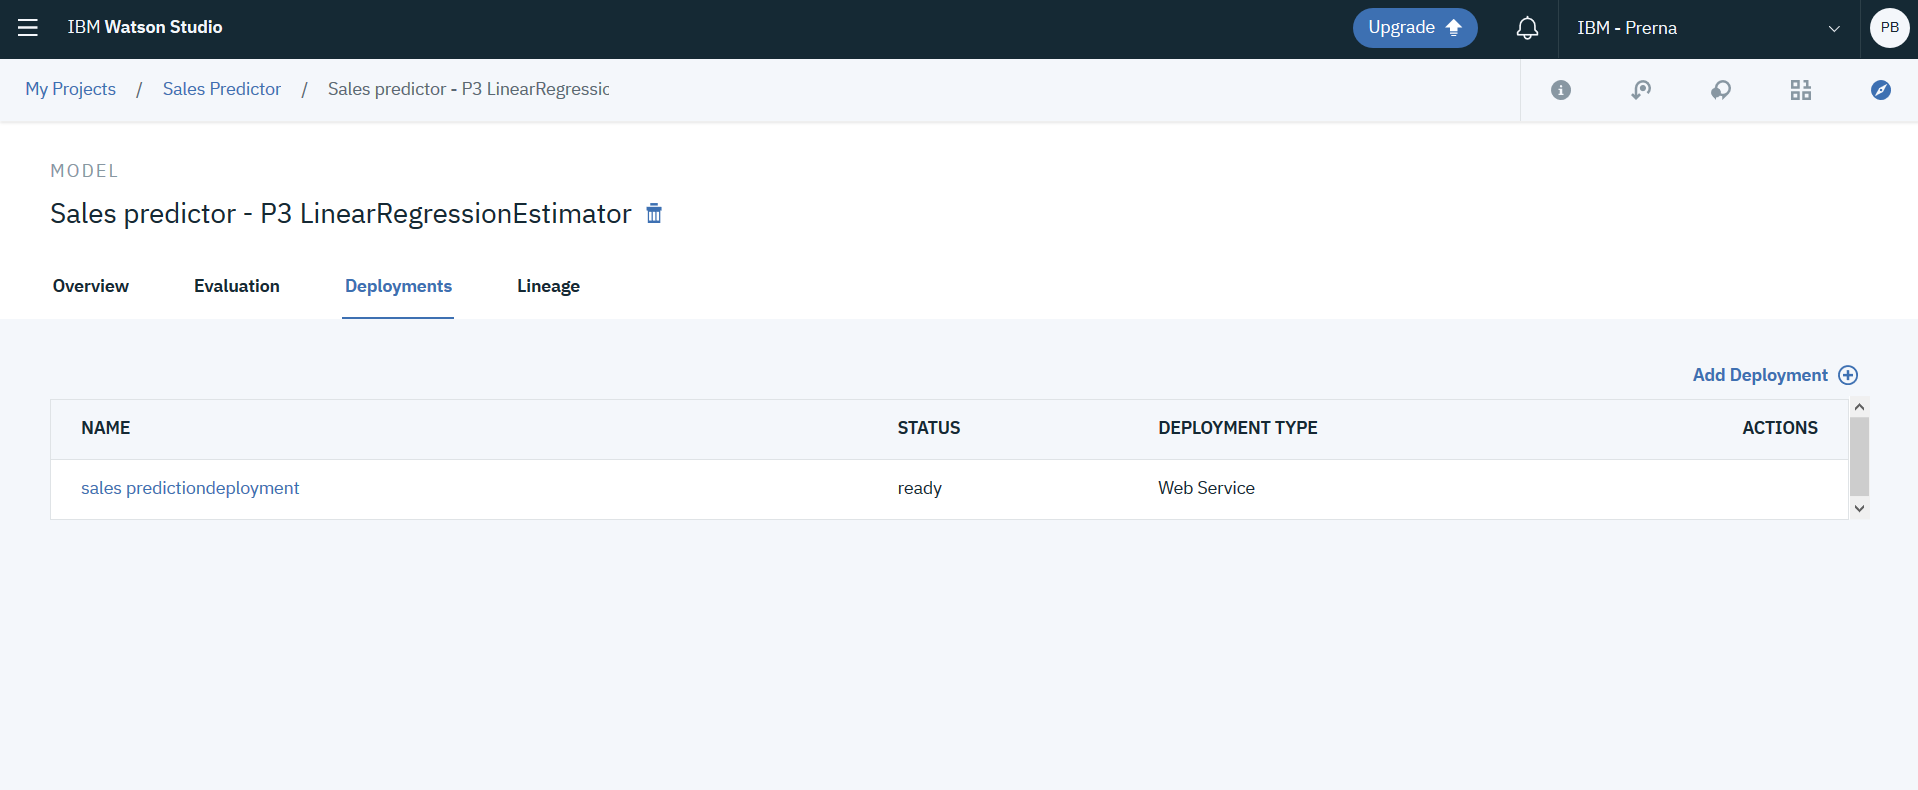 IBM Watson Studio
Upgrade
IBM - Prerna
PB
My Projects / Sales Predictor / Sales predictor - P3 LinearRegressic
MODEL
Sales predictor - P3 LinearRegressionEstimator
Overview Evaluation Deployments Lineage
Add Deployment
NAME STATUS DEPLOYMENT TYPE ACTIONS
sales predictiondeployment ready Web Service